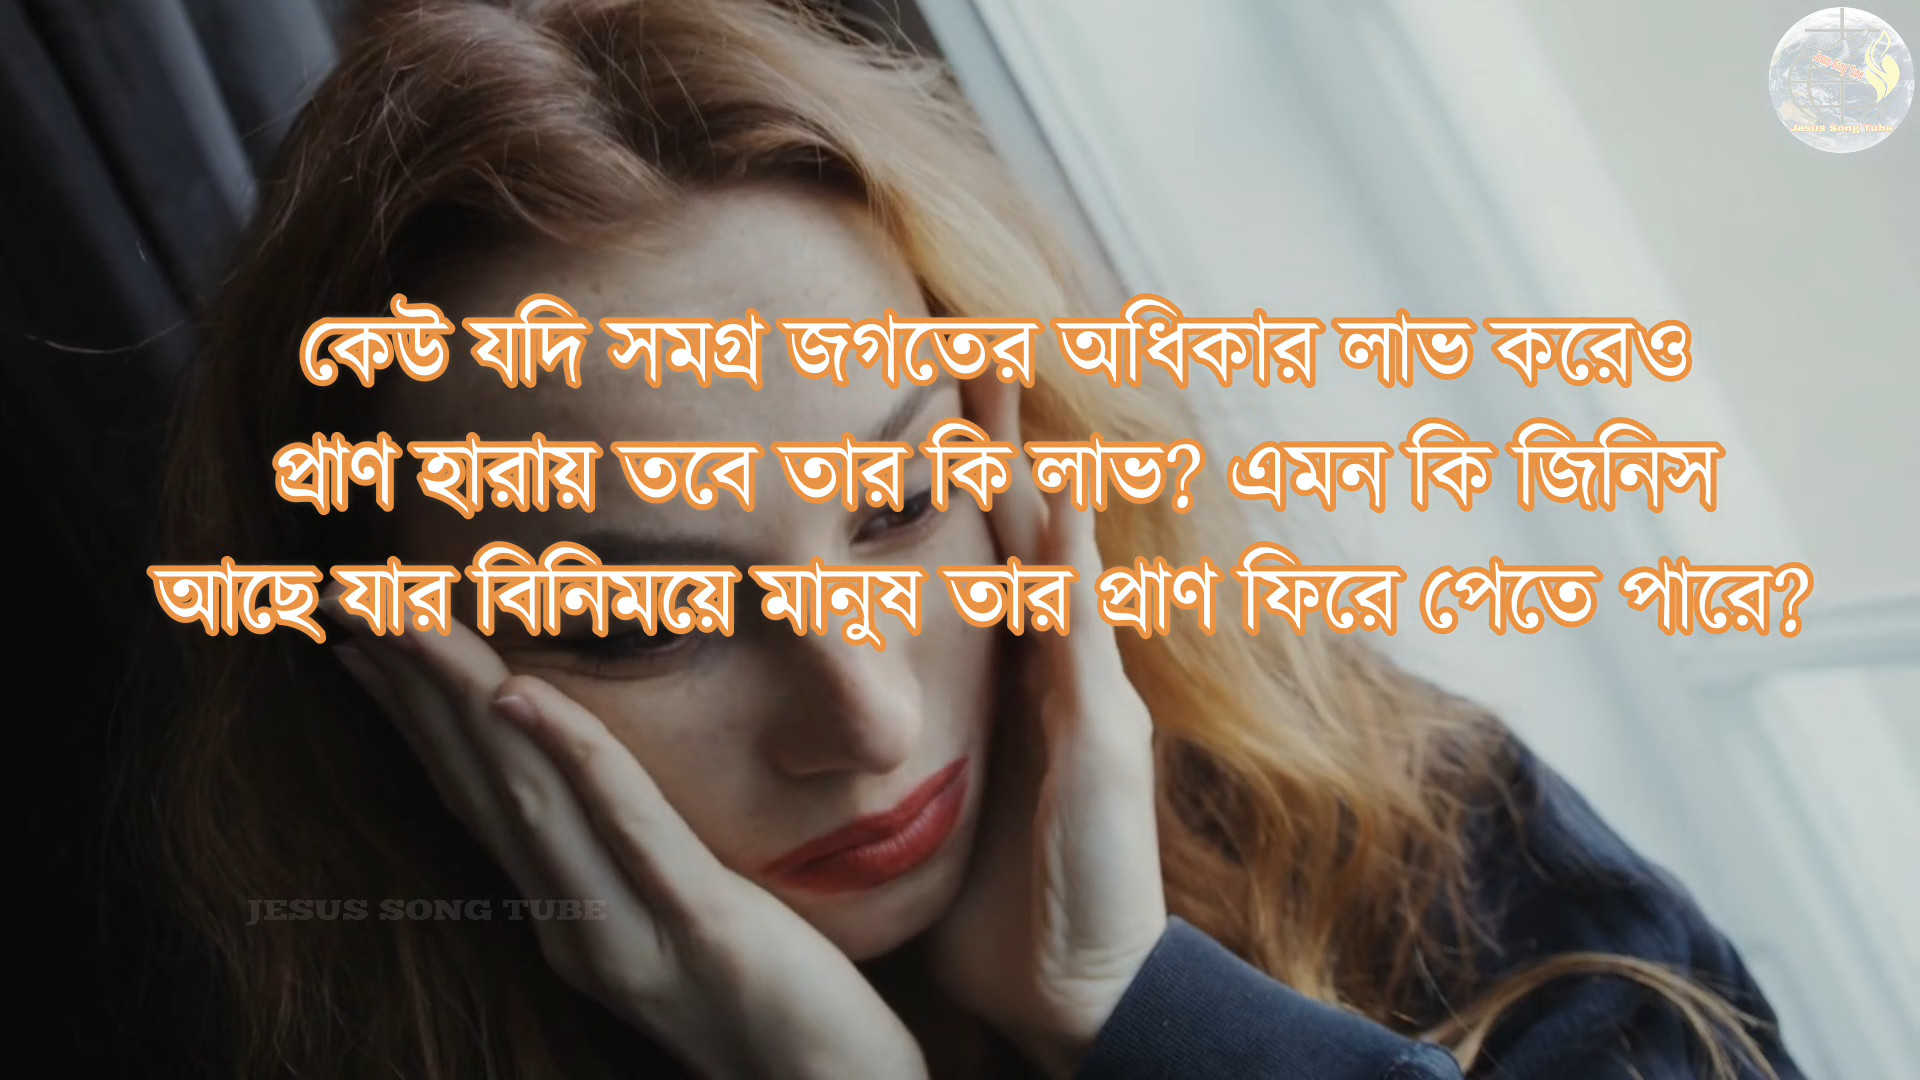 Jesus Song Tube
কেউ যদি সমগ্র জগতের অধিকার লাভ করেও
প্রাণ হারায় তবে তার কি লাভ? এমন কি জিনিস
আছে যার বিনিময়ে মানুষ তার প্রাণ ফিরে পেতে পারে?
JESUS SONG TUBE